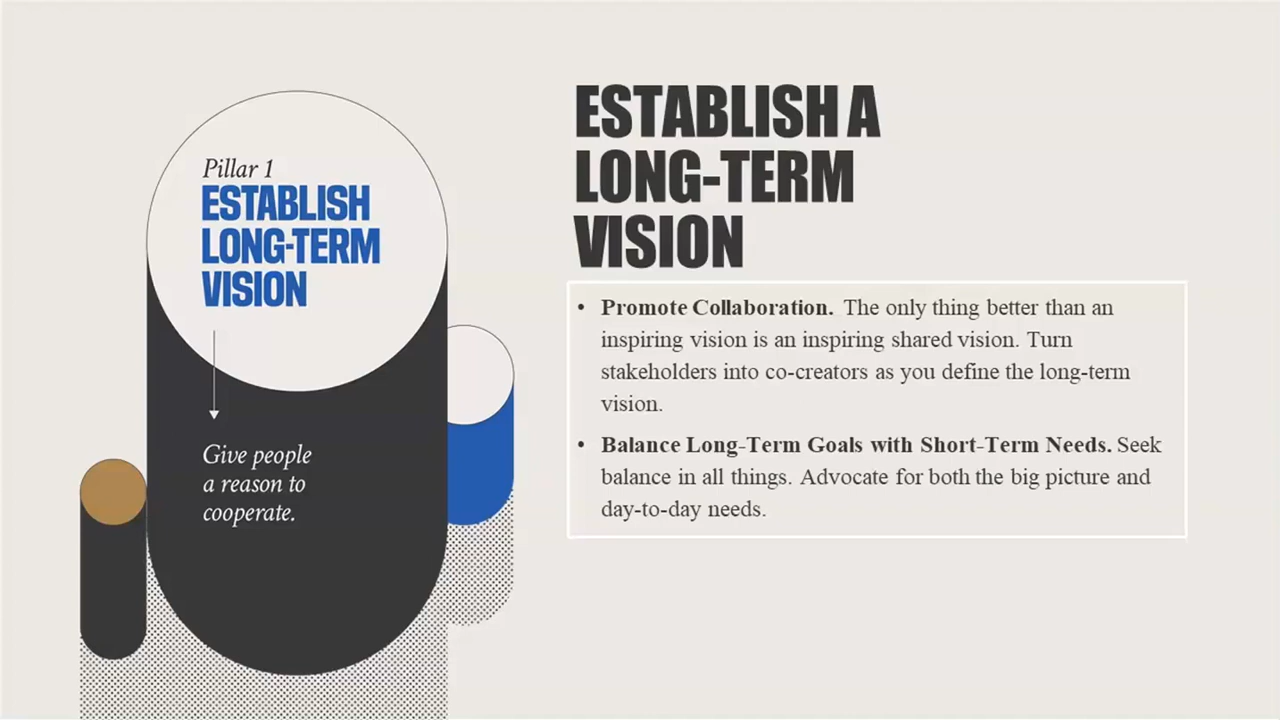 Pillar 1
ESTABLISH
LONG-TERM
VISION
Give people
a reason to
cooperate.
ESTABLISH A
LONG-TERM
VISION
• Promote Collaboration. The only thing better than an
inspiring vision is an inspiring shared vision. Turn
stakeholders into co-creators as you define the long-term
vision.
• Balance Long-Term Goals with Short-Term Needs. Seek
balance in all things. Advocate for both the big picture and
day-to-day needs.